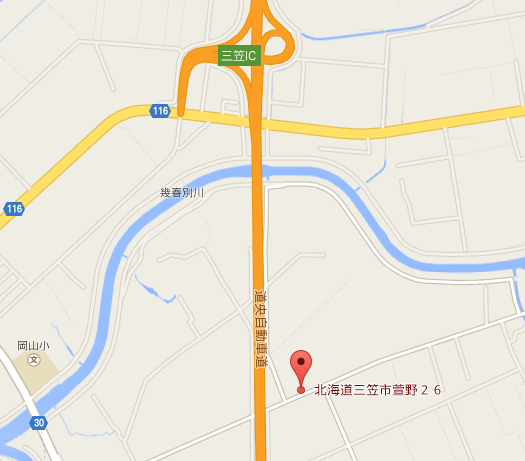 三笠IC
116
116
幾春別川
道央自動車道
岡山小
文
北海道三笠市萱野２６
30